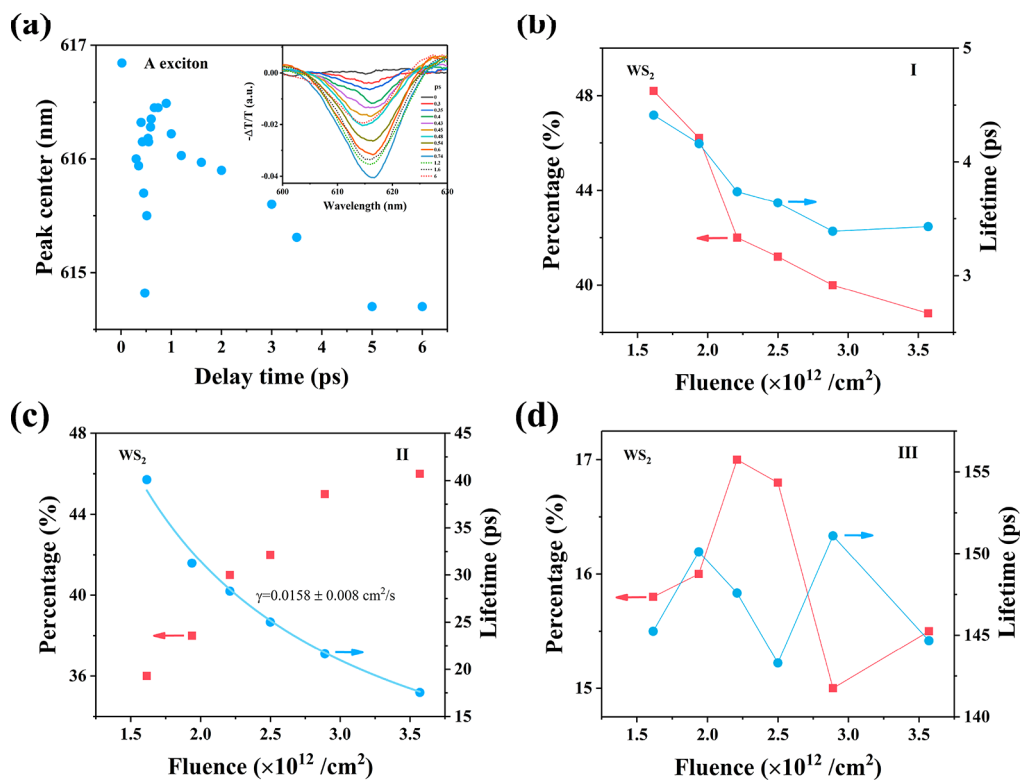 (a)
617
616
615
Peak center (nm)
A exciton
0 1 2 3 4 5 6
Delay time (ps)
0.00
-0.02
-0.04
-ΔT/T (a.u.)
600 610 620 630
Wavelength (nm)
ps
0
0.3
0.35
0.4
0.43
0.45
0.48
0.54
0.6
0.74
1.2
1.6
6
(b)
48
44
40
Percentage (%)
WS2
I
5
4
3
Lifetime (ps)
1.5 2.0 2.5 3.0 3.5
Fluence (×10¹² /cm²)
(c)
48
44
40
36
Percentage (%)
WS2
II
γ=0.0158 ± 0.008 cm²/s
45
40
35
30
25
20
15
Lifetime (ps)
1.5 2.0 2.5 3.0 3.5
Fluence (×10¹² /cm²)
(d)
17
16
15
Percentage (%)
WS2
III
155
150
145
140
Lifetime (ps)
1.5 2.0 2.5 3.0 3.5
Fluence (×10¹² /cm²)